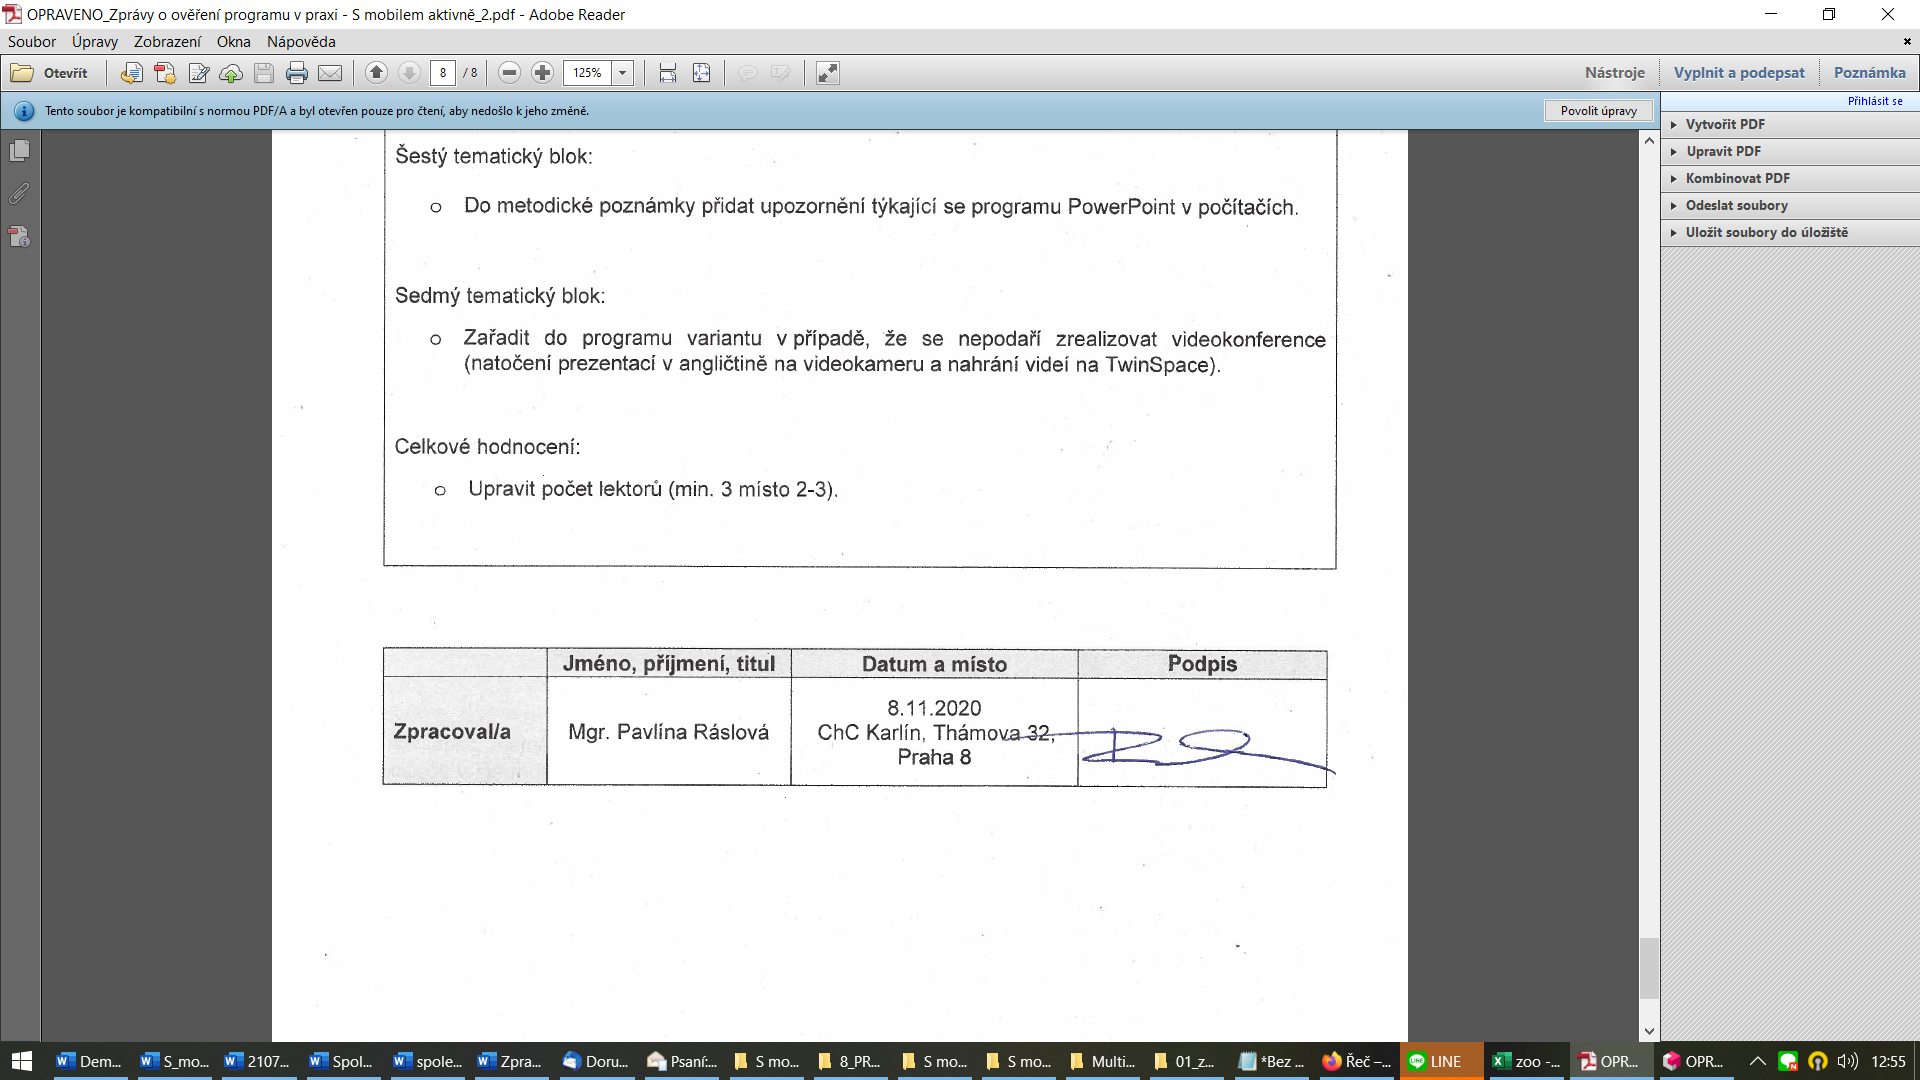 OPRAVENO_Zprávy o ověření programu v praxi - S mobilem aktivně_2.pdf - Adobe Reader
Soubor Úpravy Zobrazení Okna Nápověda
Otevřít 8 / 8 125% Nástroje Vyplnit a podepsat Poznámka
Tento soubor je kompatibilní s normou PDF/A a byl otevřen pouze pro čtení, aby nedošlo k jeho změně. Povolit úpravy
Přihlásit se
Vytvořit PDF
Upravit PDF
Kombinovat PDF
Odeslat soubory
Uložit soubory do úložiště
Šestý tematický blok:
o Do metodické poznámky přidat upozornění týkající se programu PowerPoint v počítačích.
Sedmý tematický blok:
o Zařadit do programu variantu v případě, že se nepodaří zrealizovat videokonference
(natočení prezentací v angličtině na videokameru a nahrání videí na TwinSpace).
Celkové hodnocení:
o Upravit počet lektorů (min. 3 místo 2-3).
Jméno, příjmení, titul Datum a místo Podpis
Zpracoval/a Mgr. Pavlína Ráslová
8.11.2020
ChC Karlín, Thámova 32,
Praha 8
Dem... S_mo... 2107... Spol... spole... Zpra... Doru... Psaní:... S mo... 8_PR... S mo... S mo... Multi... 01_z... *Bez ... Řeč –... LINE zoo -... OPR... OPR... 12:55